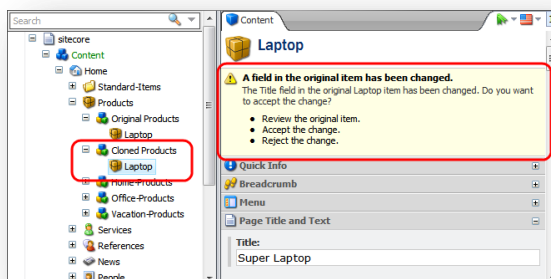 Search
sitecore
Content
Home
Standard-Items
Products
Original Products
Laptop
Cloned Products
Laptop
Home-Products
Office-Products
Vacation-Products
Services
References
News
People
Content
Laptop
A field in the original item has been changed.
The Title field in the original Laptop item has been changed. Do you want
to accept the change?
Review the original item.
Accept the change.
Reject the change.
Quick Info
Breadcrumb
Menu
Page Title and Text
Title:
Super Laptop